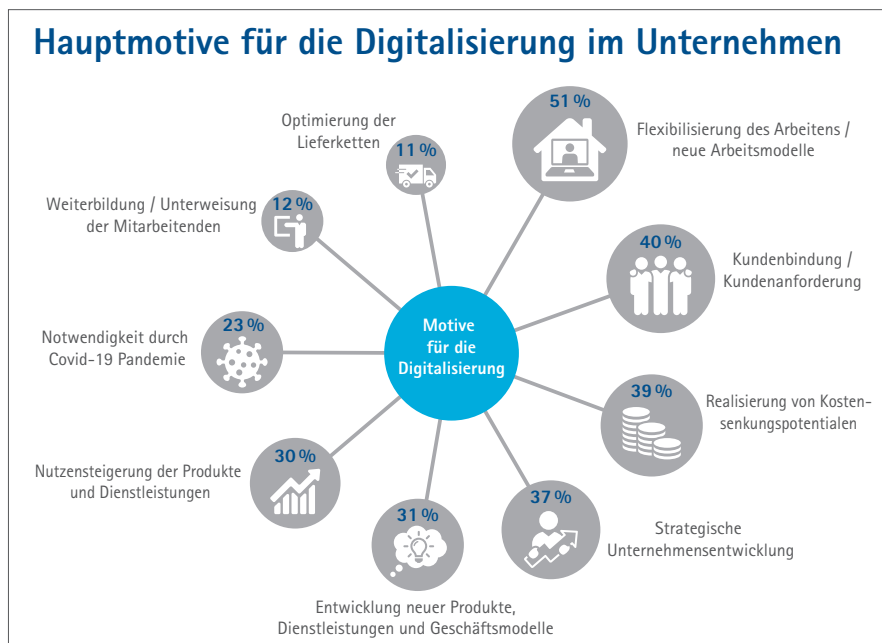 Hauptmotive für die Digitalisierung im Unternehmen
51 %
Flexibilisierung des Arbeitens /
neue Arbeitsmodelle
40 %
Kundenbindung /
Kundenanforderung
39 %
Realisierung von Kosten-
senkungspotentialen
37 %
Strategische
Unternehmensentwicklung
31 %
Entwicklung neuer Produkte,
Dienstleistungen und Geschäftsmodelle
30 %
Nutzensteigerung der Produkte
und Dienstleistungen
23 %
Notwendigkeit durch
Covid-19 Pandemie
12 %
Weiterbildung / Unterweisung
der Mitarbeitenden
11 %
Optimierung der
Lieferketten
Motive
für die
Digitalisierung